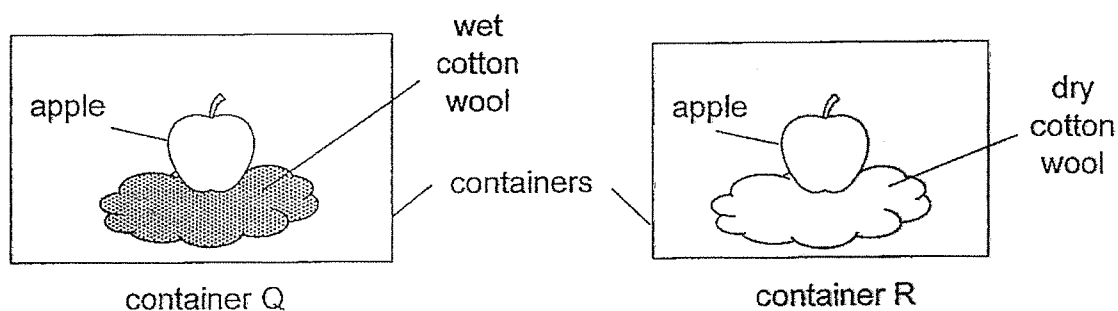 wet
cotton
wool
apple
containers
apple
dry
cotton
wool
container Q
container R